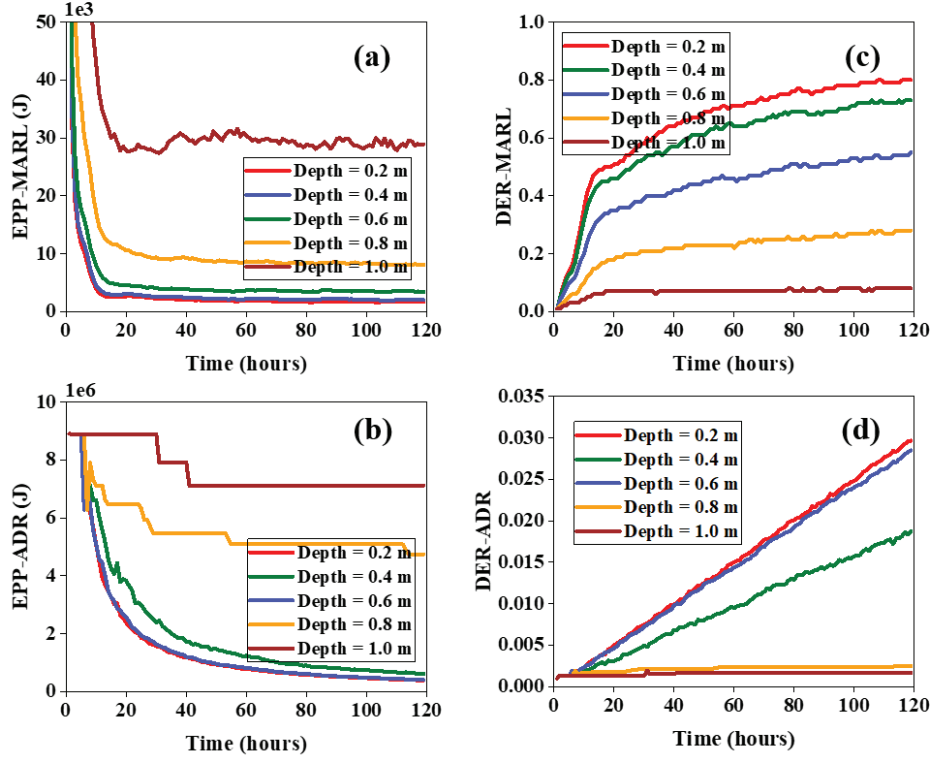 1e3
50
40
30
20
10
0
EPP-MARL (J)
(a)
Depth = 0.2 m
Depth = 0.4 m
Depth = 0.6 m
Depth = 0.8 m
Depth = 1.0 m
0 20 40 60 80 100 120
Time (hours)
1.0
0.8
0.6
0.4
0.2
0.0
DER-MARL
(c)
Depth = 0.2 m
Depth = 0.4 m
Depth = 0.6 m
Depth = 0.8 m
Depth = 1.0 m
0 20 40 60 80 100 120
Time (hours)
1e6
10
8
6
4
2
0
EPP-ADR (J)
(b)
Depth = 0.2 m
Depth = 0.4 m
Depth = 0.6 m
Depth = 0.8 m
Depth = 1.0 m
0 20 40 60 80 100 120
Time (hours)
0.035
0.030
0.025
0.020
0.015
0.010
0.005
0.000
DER-ADR
(d)
Depth = 0.2 m
Depth = 0.4 m
Depth = 0.6 m
Depth = 0.8 m
Depth = 1.0 m
0 20 40 60 80 100 120
Time (hours)